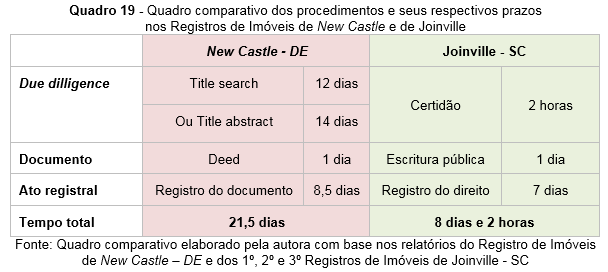 Quadro 19 - Quadro comparativo dos procedimentos e seus respectivos prazos
nos Registros de Imóveis de New Castle e de Joinville
New Castle - DE Joinville - SC
Due dilligence Title search 12 dias Certidão 2 horas
Ou Title abstract 14 dias
Documento Deed 1 dia Escritura pública 1 dia
Ato registral Registro do documento 8,5 dias Registro do direito 7 dias
Tempo total 21,5 dias 8 dias e 2 horas
Fonte: Quadro comparativo elaborado pela autora com base nos relatórios do Registro de Imóveis
de New Castle – DE e dos 1º, 2º e 3º Registros de Imóveis de Joinville - SC